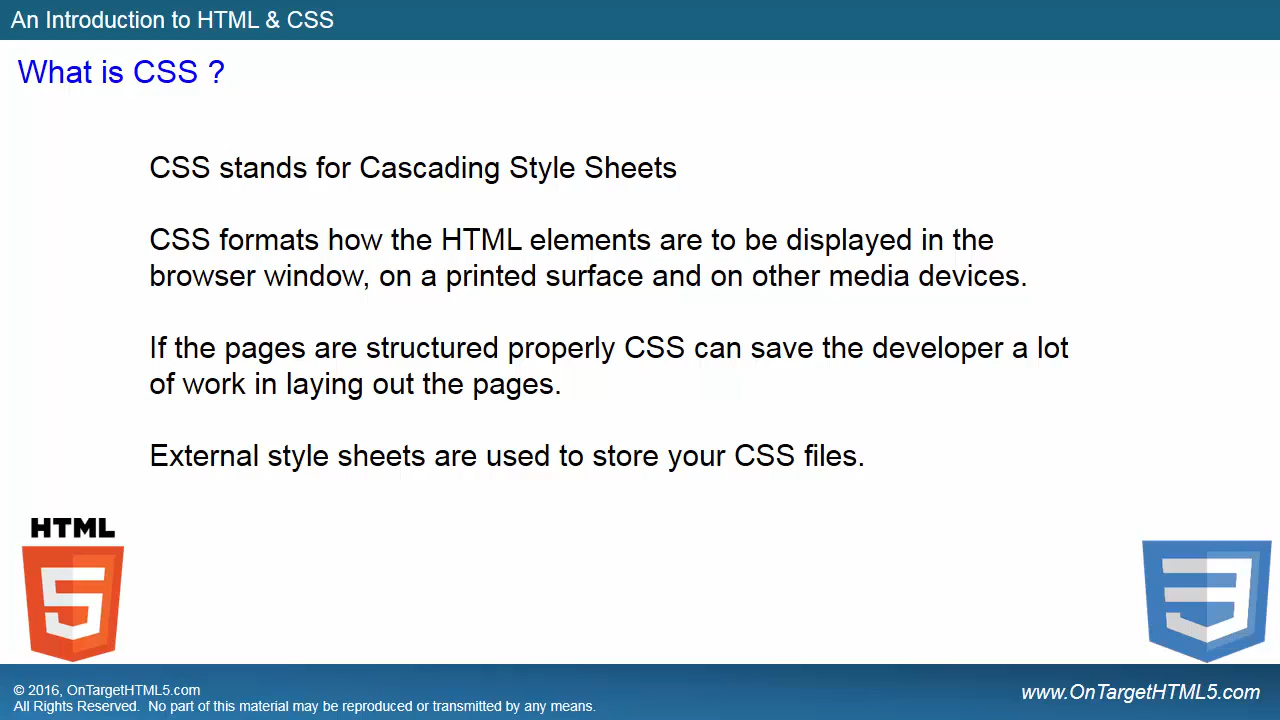 An Introduction to HTML & CSS
What is CSS ?
CSS stands for Cascading Style Sheets
CSS formats how the HTML elements are to be displayed in the
browser window, on a printed surface and on other media devices.
If the pages are structured properly CSS can save the developer a lot
of work in laying out the pages.
External style sheets are used to store your CSS files.
HTML
5
3
© 2016, OnTargetHTML5.com
All Rights Reserved.  No part of this material may be reproduced or transmitted by any means.
www.OnTargetHTML5.com